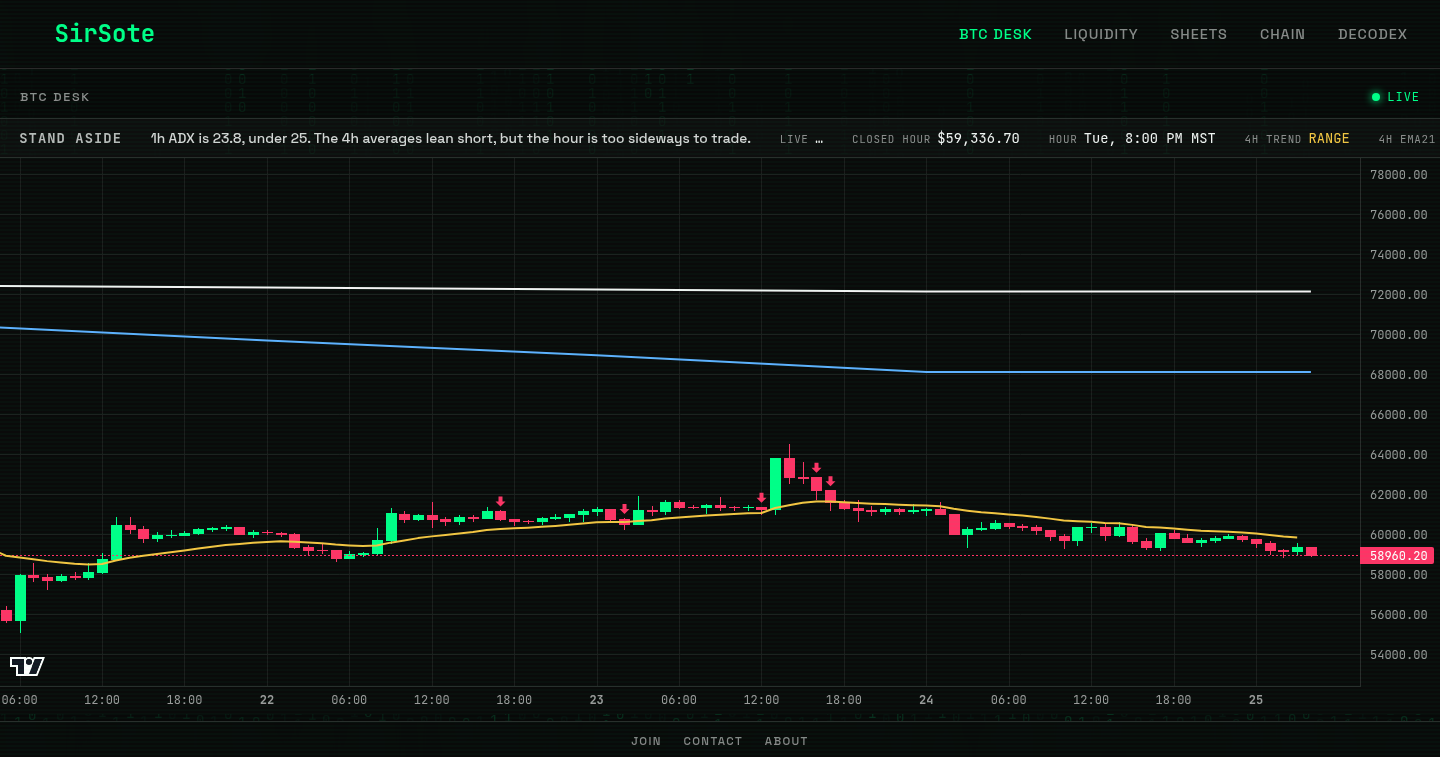 SirSote
BTC DESK LIQUIDITY SHEETS CHAIN DECODEX
BTC DESK
LIVE
STAND ASIDE 1h ADX is 23.8, under 25. The 4h averages lean short, but the hour is too sideways to trade. LIVE … CLOSED HOUR $59,336.70 HOUR Tue, 8:00 PM MST 4H TREND RANGE 4H EMA21
78000.00
76000.00
74000.00
72000.00
70000.00
68000.00
66000.00
64000.00
62000.00
60000.00
58960.20
58000.00
56000.00
54000.00
06:00 12:00 18:00 22 06:00 12:00 18:00 23 06:00 12:00 18:00 24 06:00 12:00 18:00 25
JOIN CONTACT ABOUT